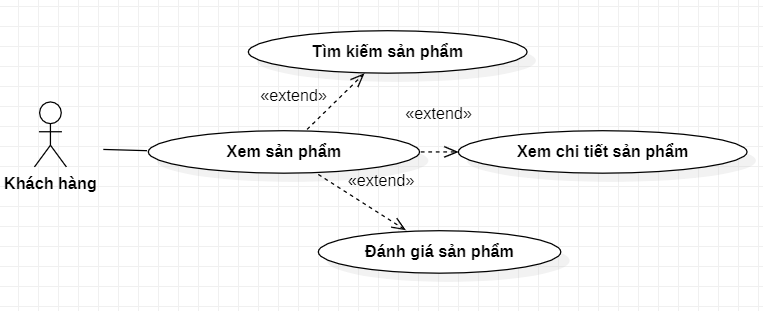 Tìm kiếm sản phẩm
«extend»
«extend»
Xem sản phẩm
Xem chi tiết sản phẩm
Khách hàng
«extend»
Đánh giá sản phẩm